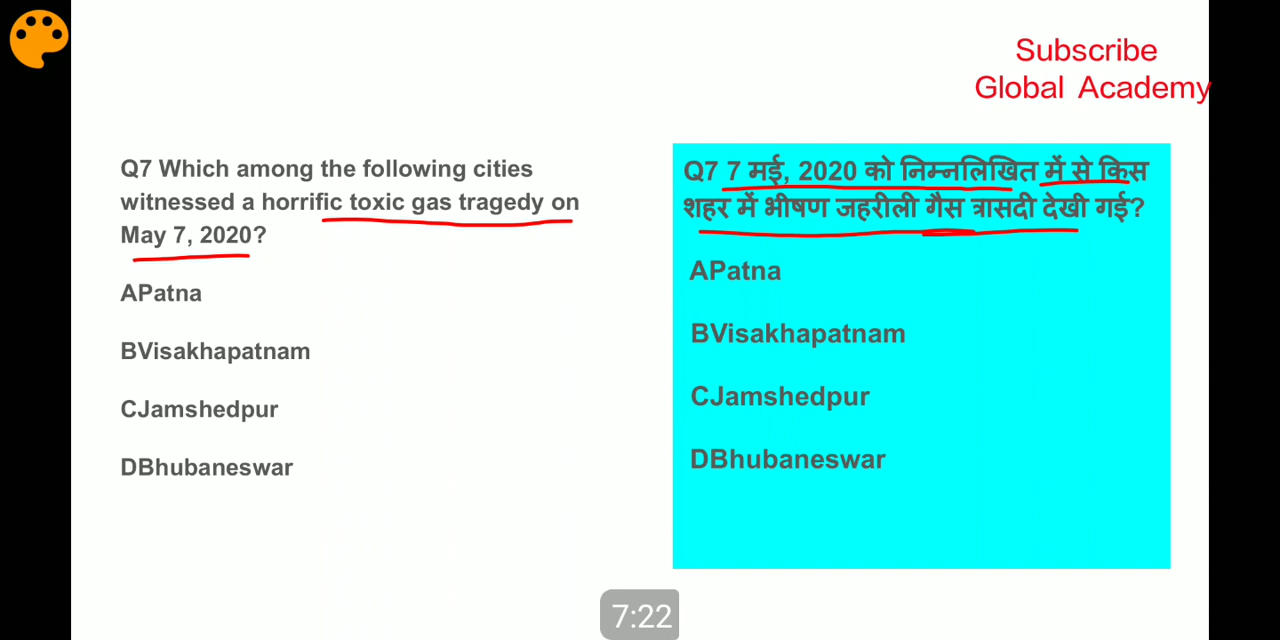 Subscribe
Global Academy
Q7 Which among the following cities
witnessed a horrific toxic gas tragedy on
May 7, 2020?
APatna
BVisakhapatnam
CJamshedpur
DBhubaneswar
Q7 7 मई, 2020 को निम्नलिखित में से किस
शहर में भीषण जहरीली गैस त्रासदी देखी गई?
APatna
BVisakhapatnam
CJamshedpur
DBhubaneswar
7:22